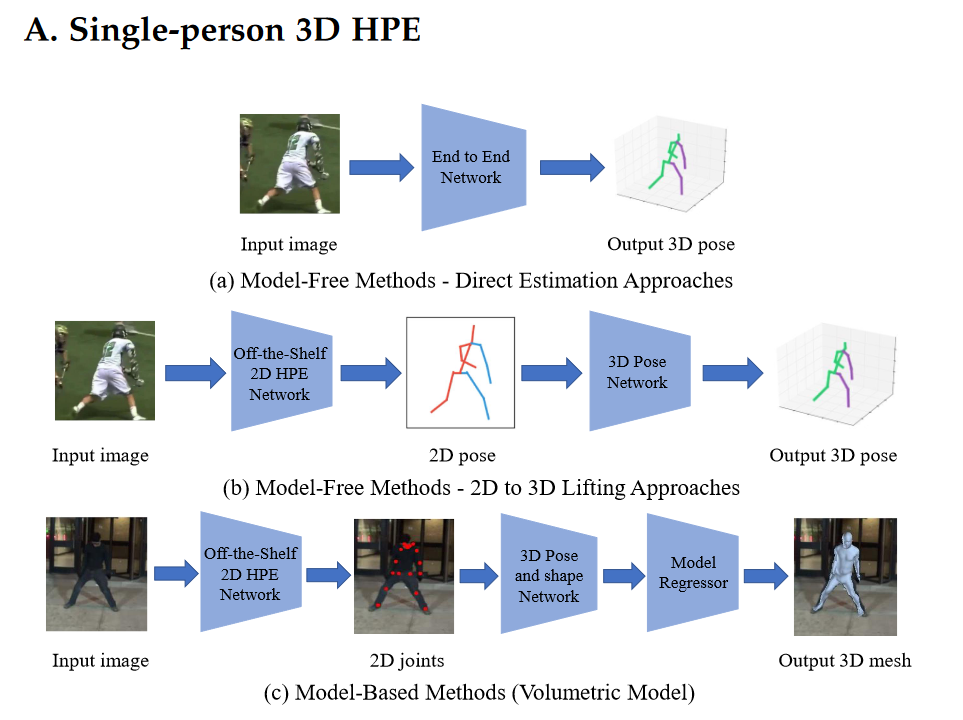 A. Single-person 3D HPE
End to End
Network
Input image
Output 3D pose
(a) Model-Free Methods - Direct Estimation Approaches
Off-the-Shelf
2D HPE
Network
3D Pose
Network
Input image
2D pose
Output 3D pose
(b) Model-Free Methods - 2D to 3D Lifting Approaches
Off-the-Shelf
2D HPE
Network
3D Pose
and shape
Network
Model
Regressor
Input image
2D joints
Output 3D mesh
(c) Model-Based Methods (Volumetric Model)